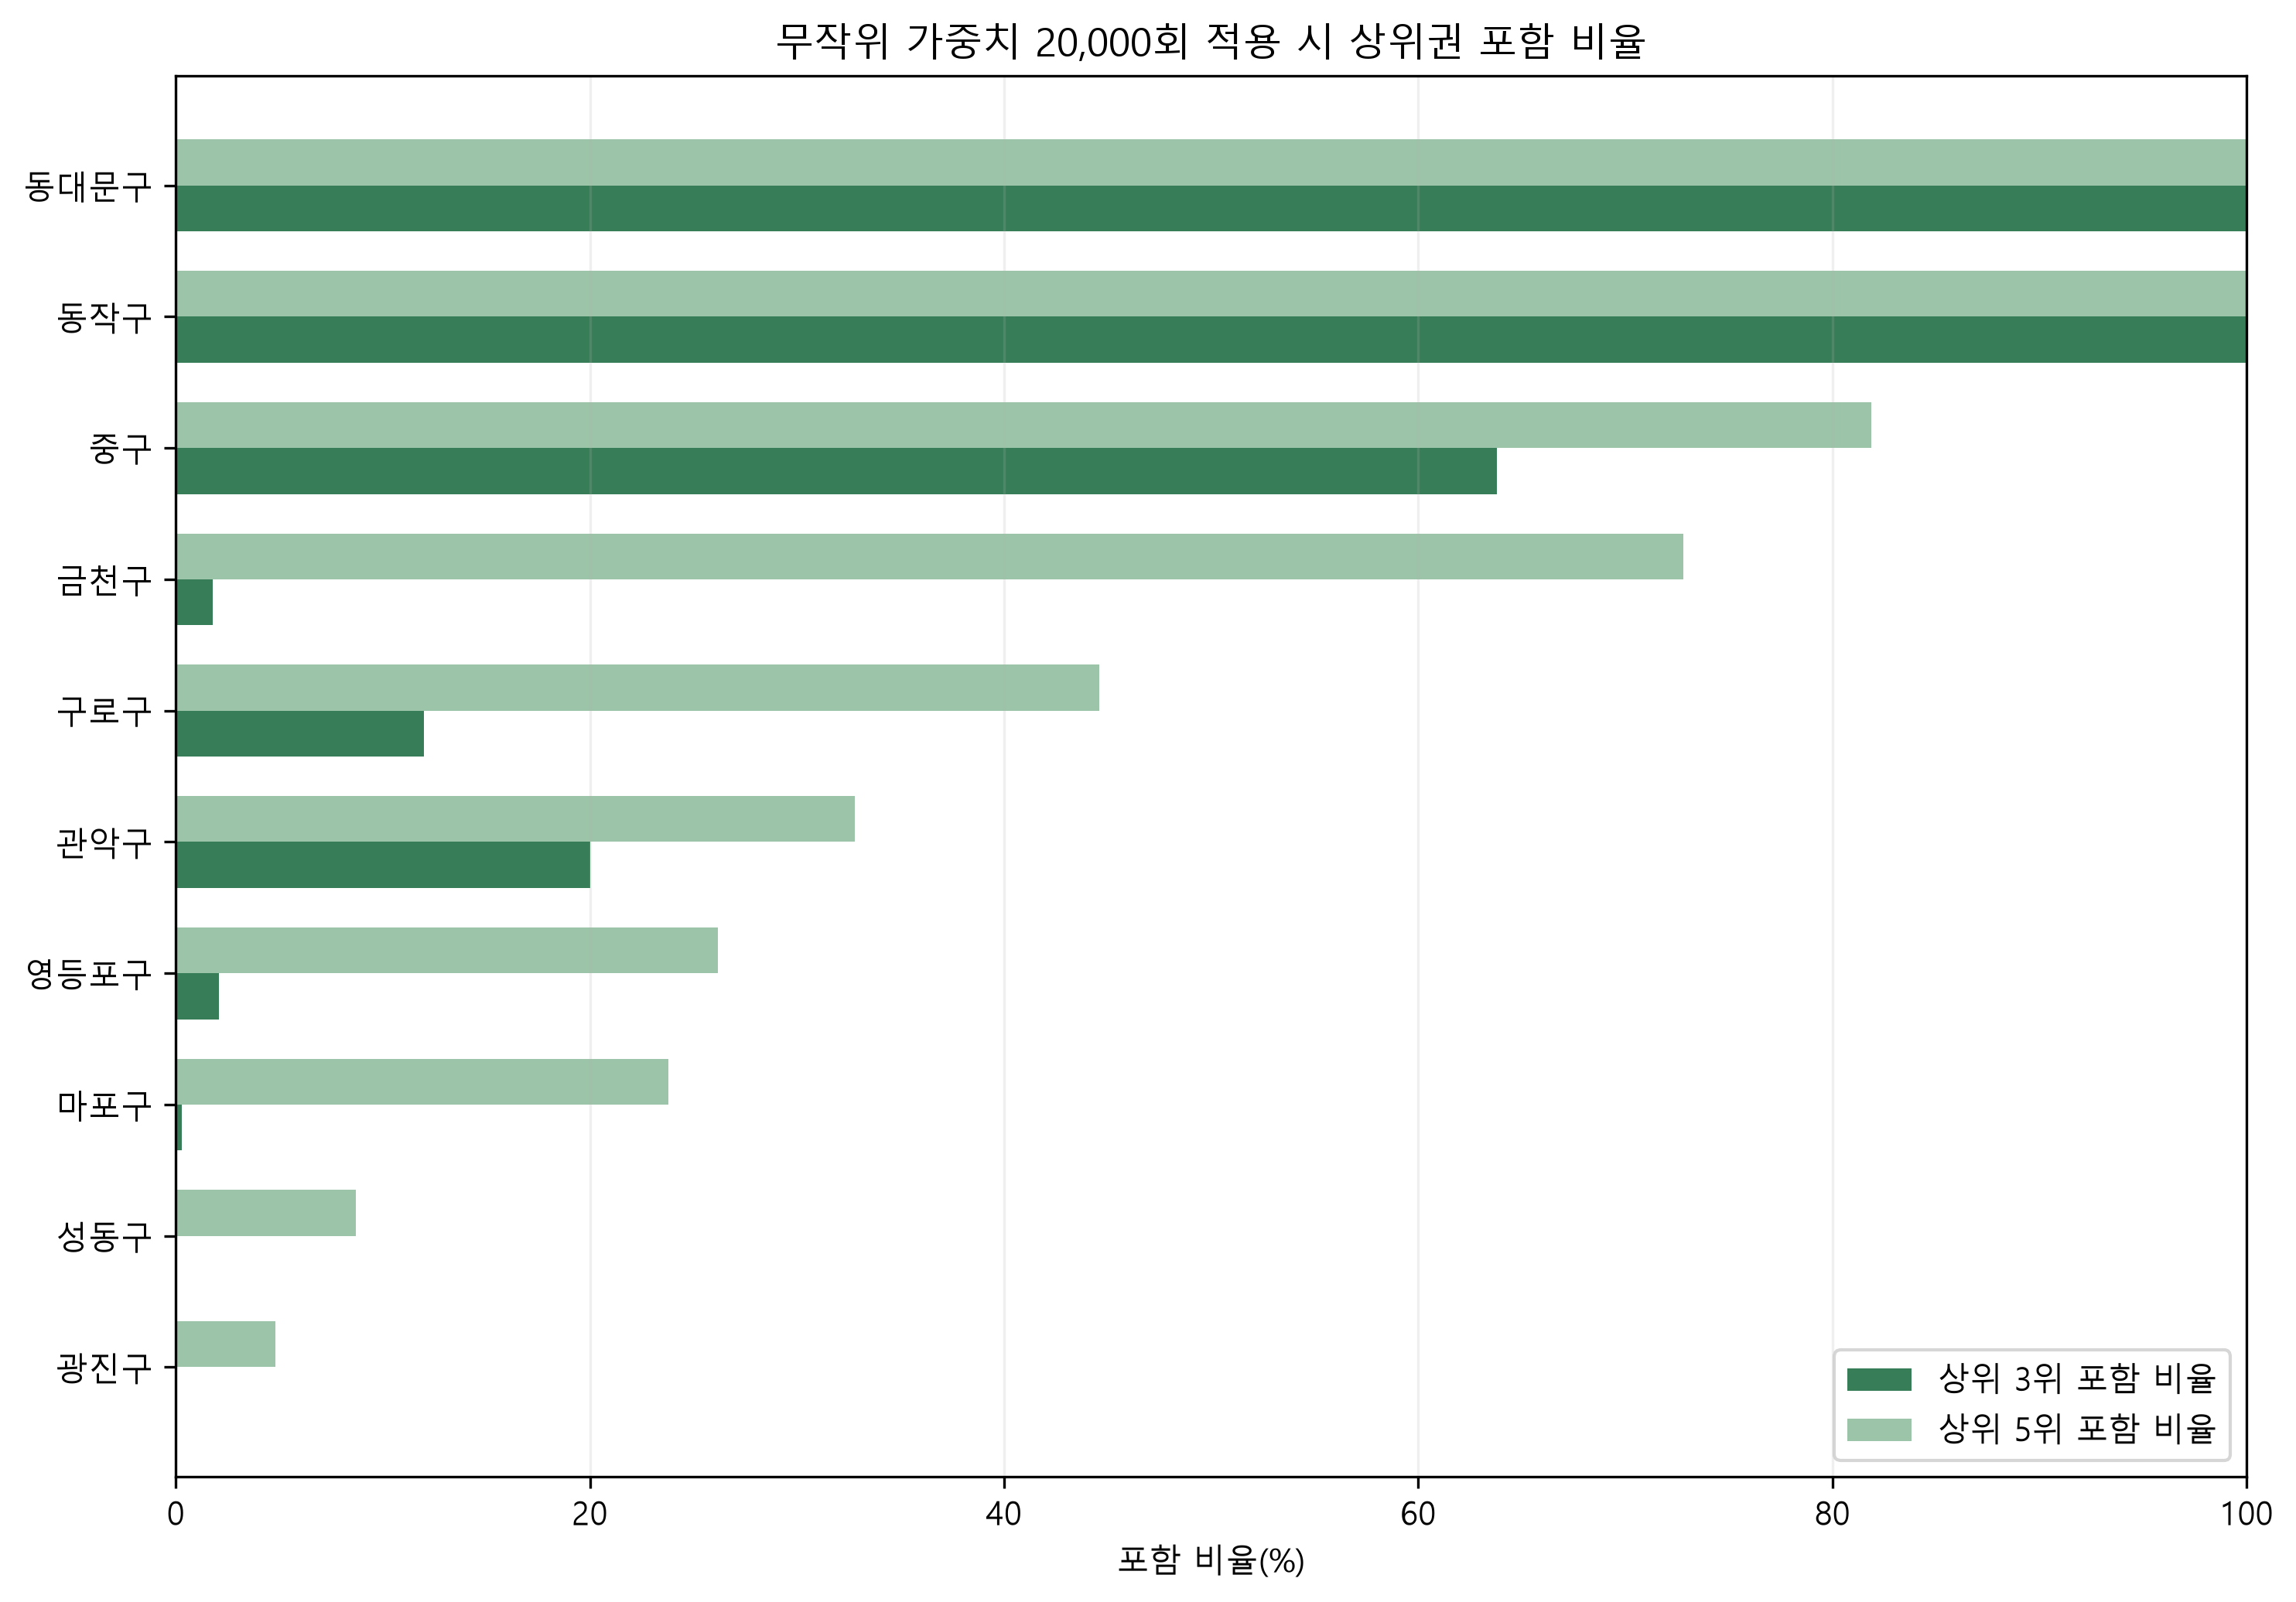 무작위 가중치 20,000회 적용 시 상위권 포함 비율
동대문구
동작구
중구
금천구
구로구
관악구
영등포구
마포구
성동구
광진구
상위 3위 포함 비율
상위 5위 포함 비율
0 20 40 60 80 100
포함 비율(%)